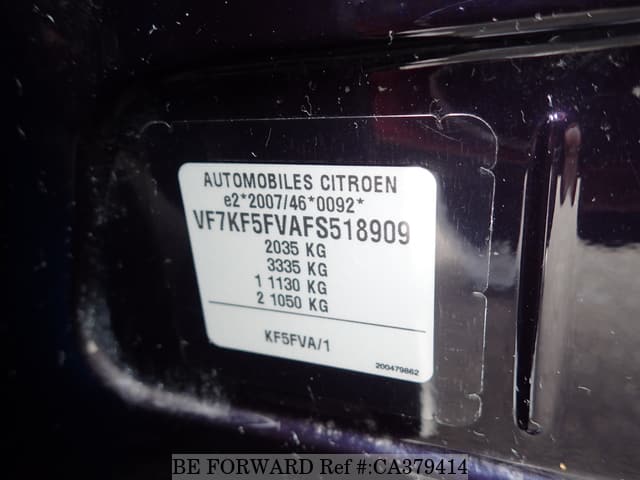 AUTOMOBILES CITROEN
e2*2007/46*0092*
VF7KF5FVAFS518909
2035 KG
3335 KG
1 1130 KG
2 1050 KG
KF5FVA/1
200479862
BE FORWARD Ref #:CA379414